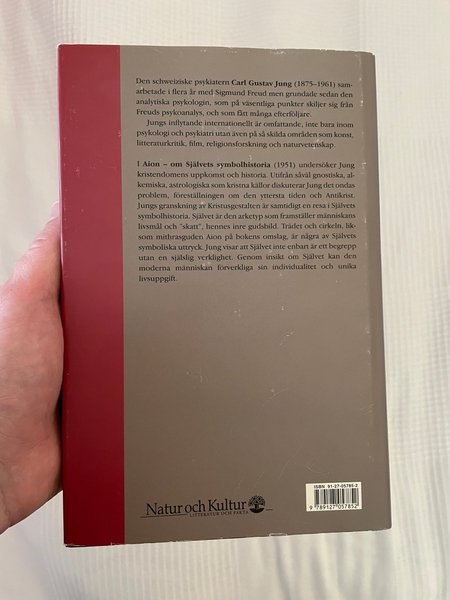 Den schweiziske psykiatern Carl Gustav Jung (1875–1961) sam-
arbetade i flera år med Sigmund Freud men grundade sedan den
analytiska psykologin, som på väsentliga punkter skiljer sig från
Freuds psykoanalys, och som fått många efterföljare.
Jungs inflytande internationellt är omfattande, inte bara inom
psykologi och psykiatri utan även på så skilda områden som konst,
litteraturkritik, film, religionsforskning och naturvetenskap.
I Aion – om Självets symbolhistoria (1951) undersöker Jung
kristendomens uppkomst och historia. Utifrån såväl gnostiska, al-
kemiska, astrologiska som kristna källor diskuterar Jung det ondas
problem, föreställningen om den yttersta tiden och Antikrist.
Jungs granskning av Kristusgestalten är samtidigt en resa i Självets
symbolhistoria. Självet är den arketyp som framställer människans
livsmål och "skatt", hennes inre gudsbild. Trädet och cirkeln, lik-
som mithrasguden Aion på bokens omslag, är några av Självets
symboliska uttryck. Jung visar att Självet inte enbart är ett begrepp
utan en själslig verklighet. Genom insikt om Självet kan den
moderna människan förverkliga sin individualitet och unika
livsuppgift.
ISBN 91-27-05785-2
9 789127 057852
Natur och Kultur
LITTERATUR OCH FAKTA